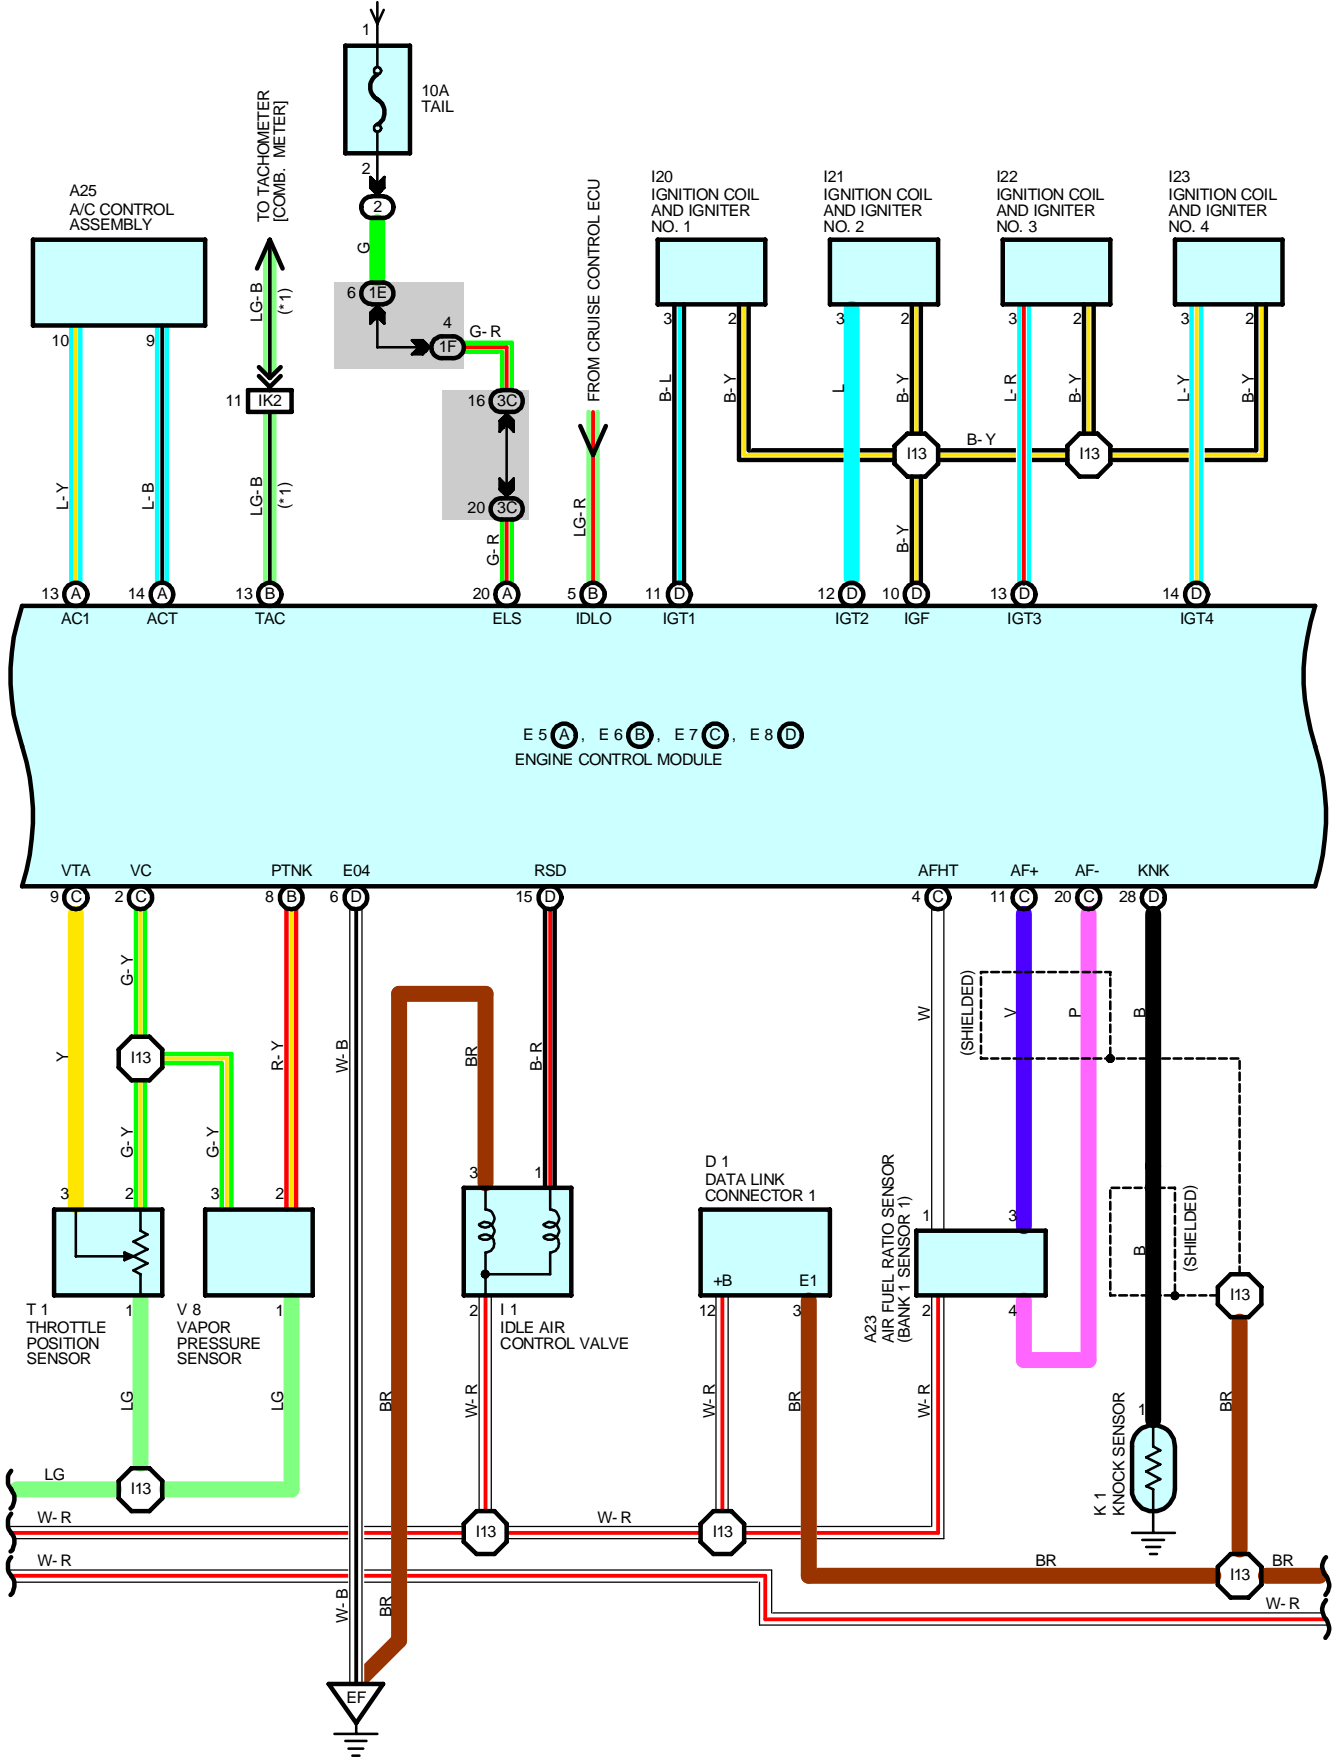 1
10A
TAIL
2
2
G
6 1E
4
1F
G-R
16 3C
20 3C
G-R
A25
A/C CONTROL
ASSEMBLY
10
9
L-Y
L-B
TO TACHOMETER
[COMB. METER]
LG-B
(*1)
11 IK2
LG-B
(*1)
FROM CRUISE CONTROL ECU
LG-R
I20
IGNITION COIL
AND IGNITER
NO. 1
3
2
B-L
B-Y
I21
IGNITION COIL
AND IGNITER
NO. 2
3
2
L
B-Y
I13
B-Y
B-Y
I22
IGNITION COIL
AND IGNITER
NO. 3
3
2
L-R
B-Y
I13
I23
IGNITION COIL
AND IGNITER
NO. 4
3
2
L-Y
B-Y
13 A
14 A
13 B
20 A
5 B
11 D
12 D
10 D
13 D
14 D
AC1
ACT
TAC
ELS
IDLO
IGT1
IGT2
IGF
IGT3
IGT4
E 5 A , E 6 B , E 7 C , E 8 D
ENGINE CONTROL MODULE
VTA
VC
PTNK
E04
RSD
AFHT
AF+
AF-
KNK
9 C
2 C
8 B
6 D
15 D
4 C
11 C
20 C
28 D
Y
G-Y
I13
G-Y
G-Y
R-Y
W-B
BR
B-R
W
(SHIELDED)
V
P
B
3
2
3
2
3
1
1
3
T 1
THROTTLE
POSITION
SENSOR
1
V 8
VAPOR
PRESSURE
SENSOR
1
2
I 1
IDLE AIR
CONTROL VALVE
D 1
DATA LINK
CONNECTOR 1
+B
E1
12
3
A23
AIR FUEL RATIO SENSOR
(BANK 1 SENSOR 1)
2
4
B
(SHIELDED)
I13
LG
LG
BR
W-R
W-R
BR
W-R
1
K 1
KNOCK SENSOR
BR
LG
I13
W-R
I13
W-R
I13
W-R
BR
I13
BR
W-R
W-B
BR
EF